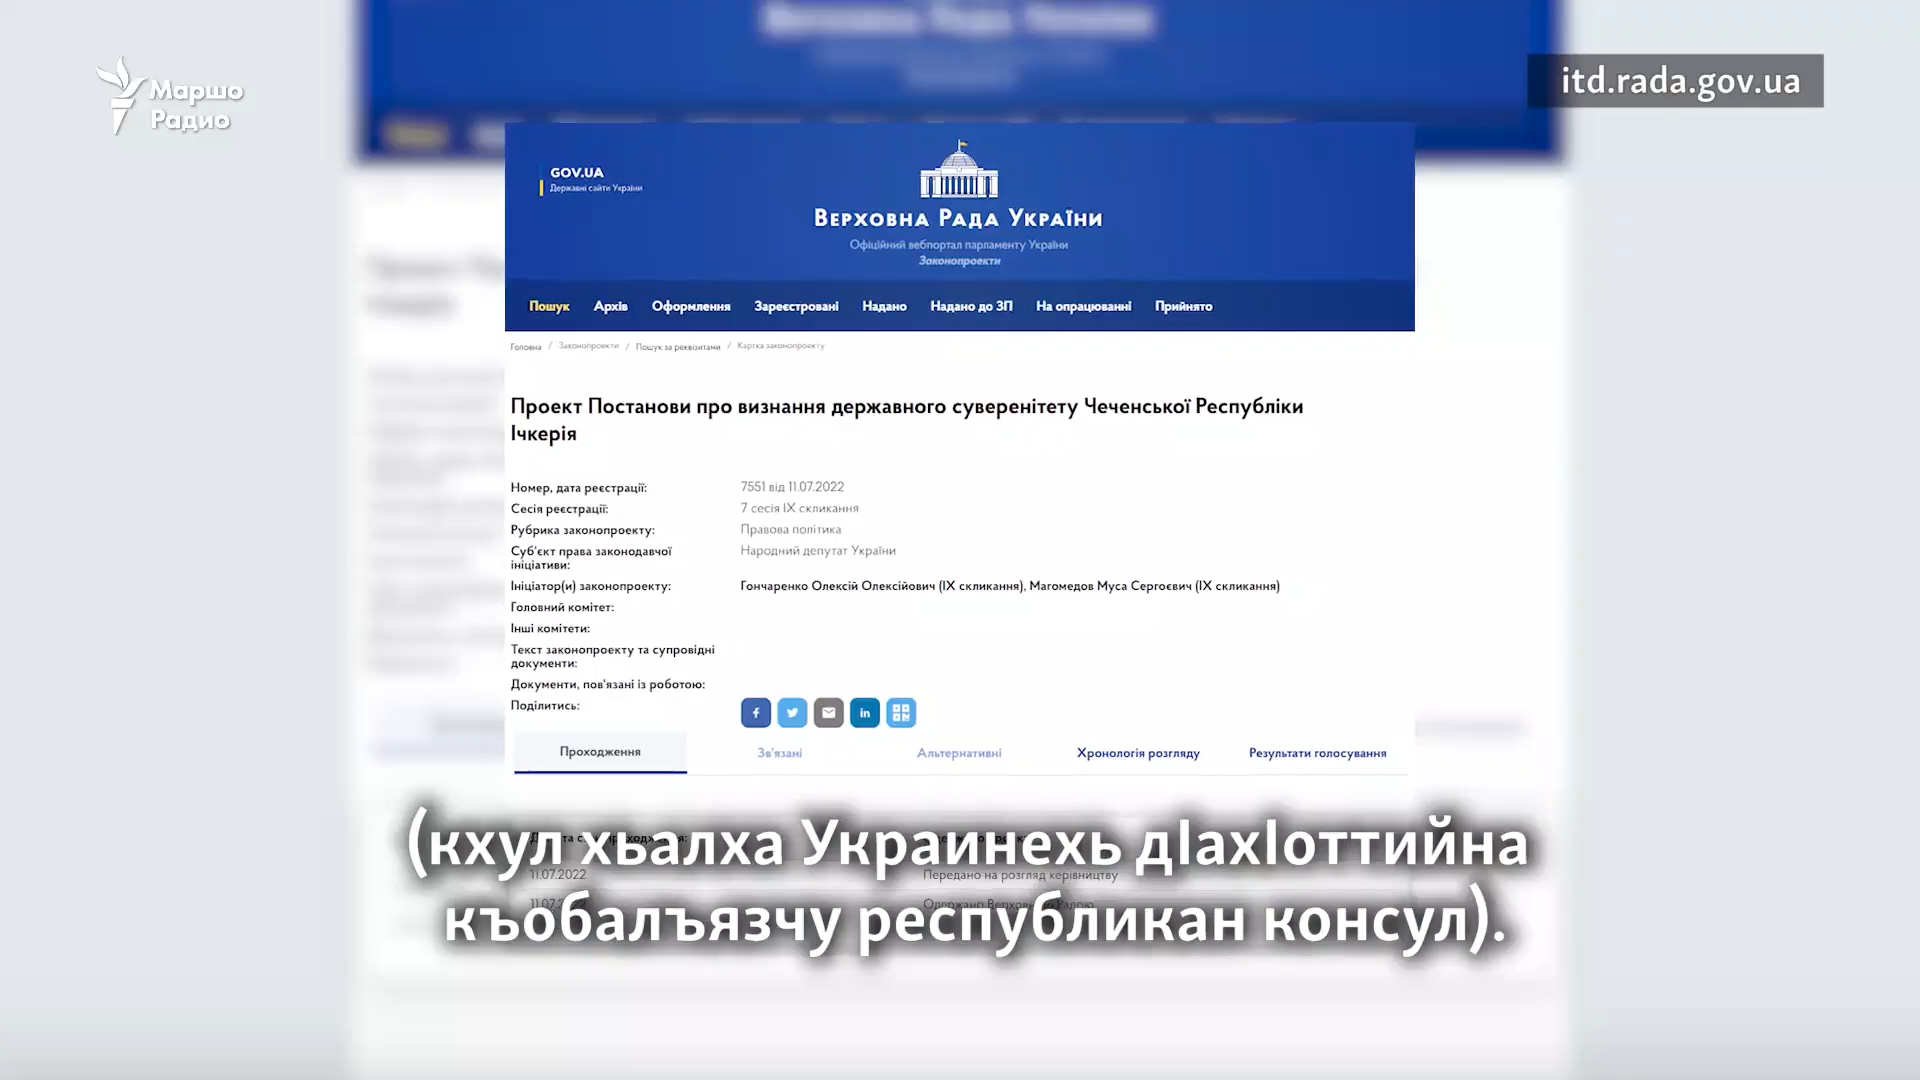 Маршо
Радио
itd.rada.gov.ua
GOV.UA
Державні сайти України
Верховна Рада України
Офіційний вебпортал парламенту України
Законопроекти
Пошук Архів Оформлення Зареєстровані Надано Надано до ЗП На опрацюванні Прийнято
Головна / Законопроекти / Пошук за реквізитами / Картка законопроекту
Проект Постанови про визнання державного суверенітету Чеченської Республіки
Ічкерія
Номер, дата реєстрації: 7551 від 11.07.2022
Сесія реєстрації: 7 сесія IX скликання
Рубрика законопроекту: Правова політика
Суб'єкт права законодавчої
ініціативи: Народний депутат України
Ініціатор(и) законопроекту: Гончаренко Олексій Олексійович (IX скликання), Магомедов Муса Сергоєвич (IX скликання)
Головний комітет:
Інші комітети:
Текст законопроекту та супровідні
документи:
Документи, пов'язані із роботою:
Поділитись:
Проходження Зв'язані Альтернативні Хронологія розгляду Результати голосування
(кхул хьалха Украинехь дӀахӀоттийна
11.07.2022 Передано на розгляд керівництву
къобалъязчу республикан консул).